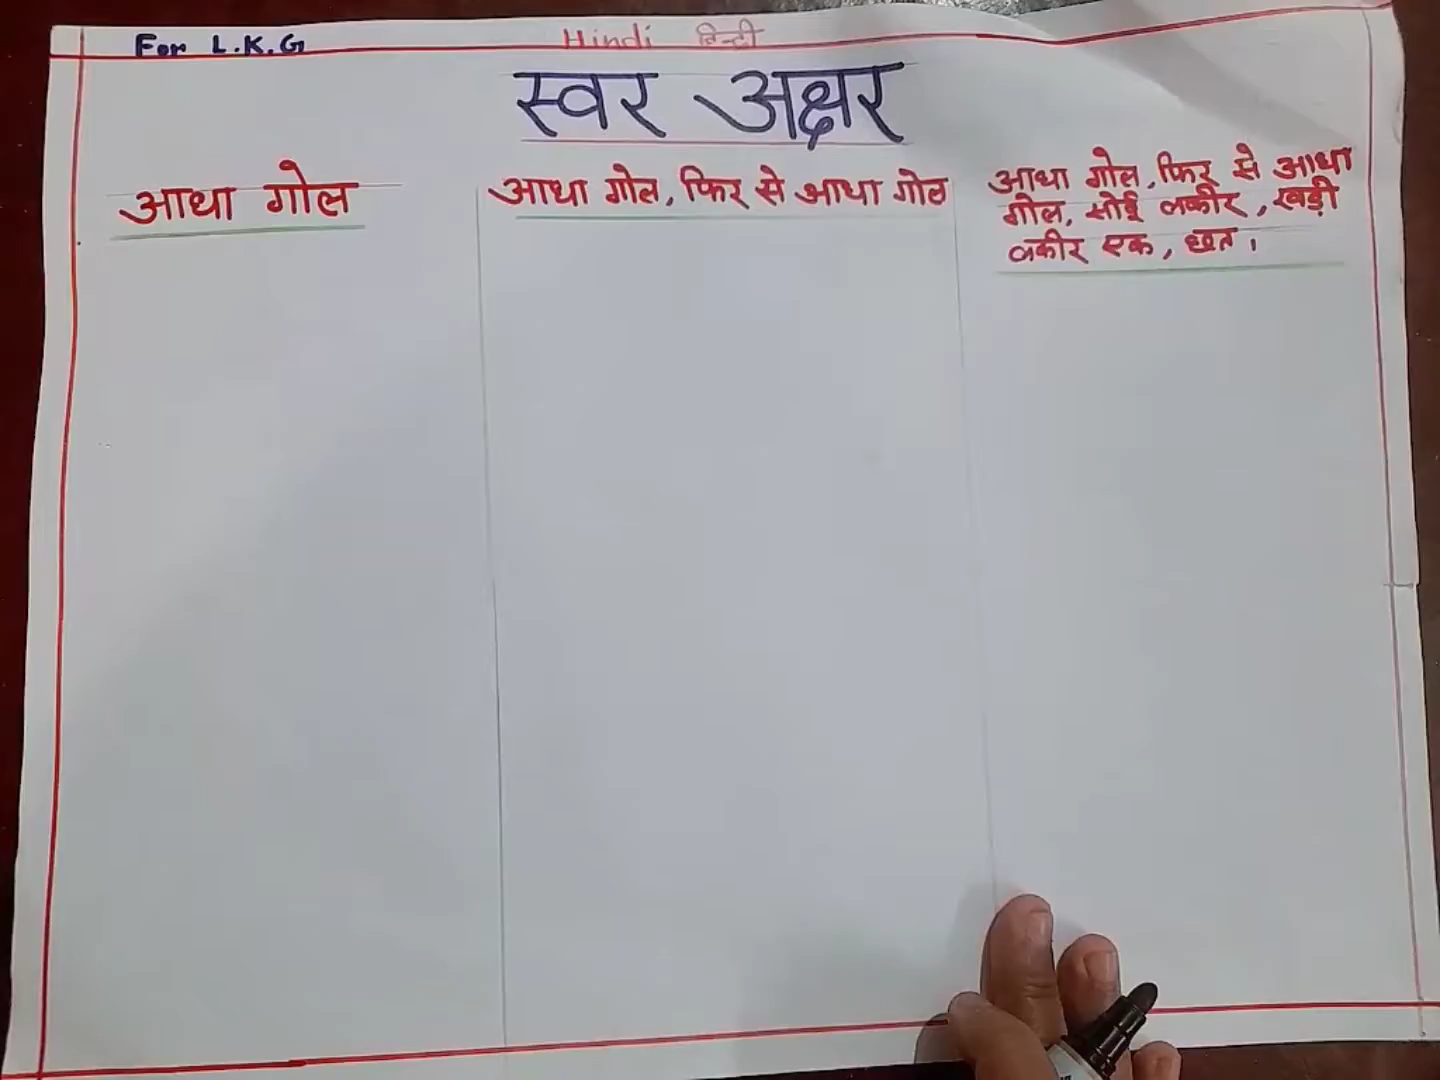 For L.K.G Hindi हिन्दी
स्वर अक्षर
आधा गोल
आधा गोल, फिर से आधा गोल
आधा गोल, फिर से आधा
गोल, सोई लकीर, खड़ी
लकीर एक, छत।